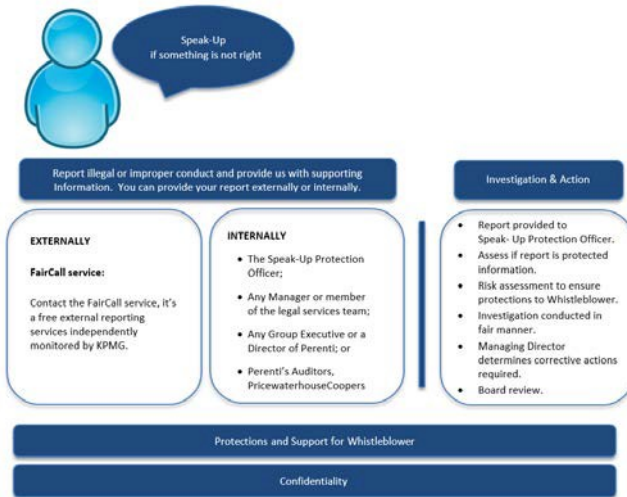 Speak-Up
if something is not right
Report illegal or improper conduct and provide us with supporting
Information. You can provide your report externally or internally.
EXTERNALLY
FairCall service:
Contact the FairCall service, it's
a free external reporting
services independently
monitored by KPMG.
INTERNALLY
• The Speak-Up Protection
Officer;
• Any Manager or member
of the legal services team;
• Any Group Executive or a
Director of Perenti; or
• Perenti's Auditors,
PricewaterhouseCoopers
Investigation & Action
• Report provided to
Speak- Up Protection Officer.
• Assess if report is protected
information.
• Risk assessment to ensure
protections to Whistleblower.
• Investigation conducted in
fair manner.
• Managing Director
determines corrective actions
required.
• Board review.
Protections and Support for Whistleblower
Confidentiality